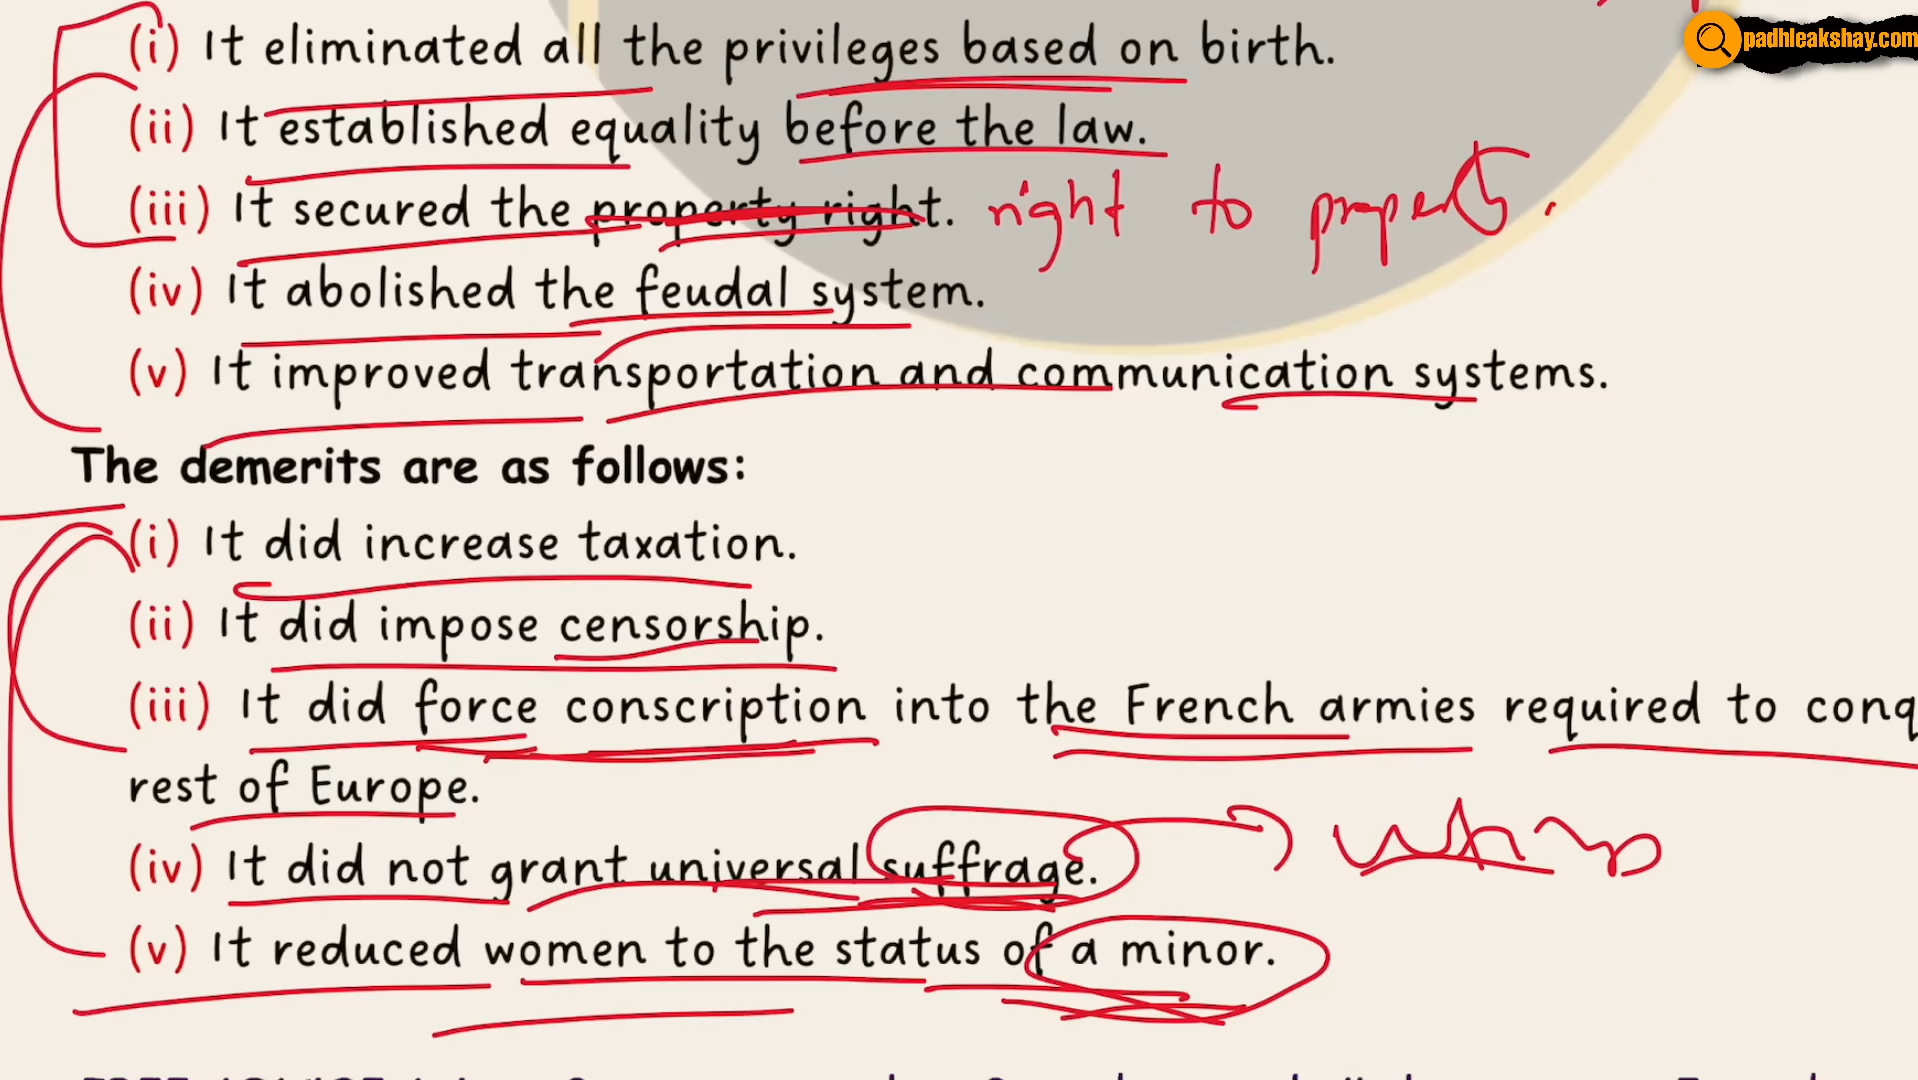 padhleakshay.com
(i) It eliminated all the privileges based on birth.
(ii) It established equality before the law.
(iii) It secured the property right. right to property.
(iv) It abolished the feudal system.
(v) It improved transportation and communication systems.
The demerits are as follows:
(i) It did increase taxation.
(ii) It did impose censorship.
(iii) It did force conscription into the French armies required to conq
rest of Europe.
(iv) It did not grant universal suffrage.
(v) It reduced women to the status of a minor.